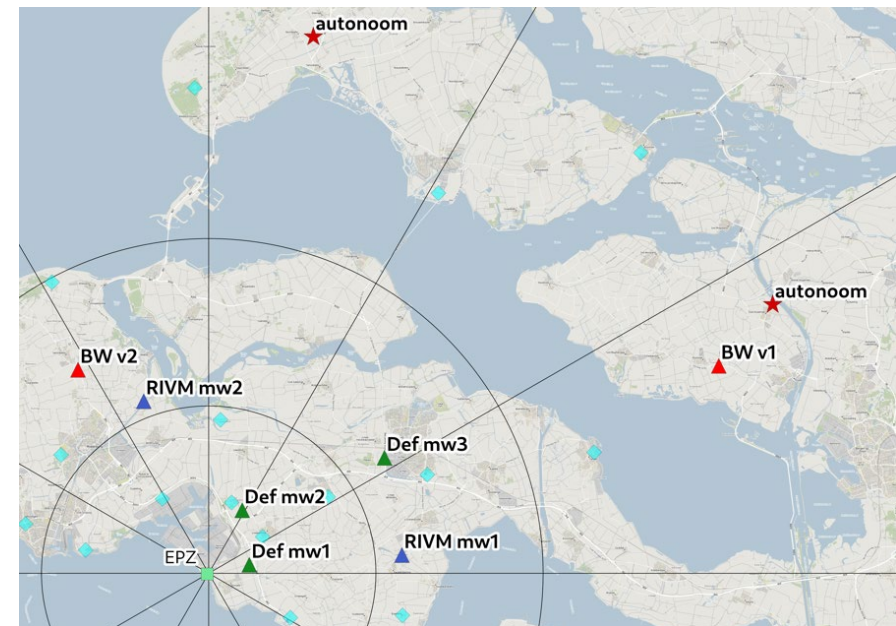 autonoom
autonoom
BW v1
BW v2
RIVM mw2
Def mw3
Def mw2
Def mw1
RIVM mw1
EPZ